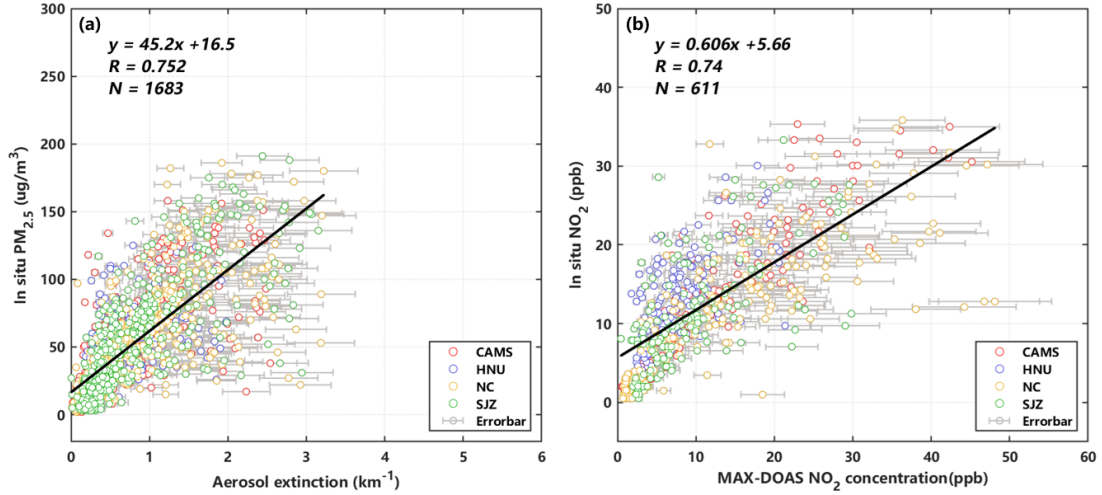 (a)
y = 45.2x +16.5
R = 0.752
N = 1683
300
250
200
150
100
50
0
In situ PM2.5 (ug/m3)
CAMS
HNU
NC
SJZ
Errorbar
0 1 2 3 4 5 6
Aerosol extinction (km-1)
(b)
y = 0.606x +5.66
R = 0.74
N = 611
50
40
30
20
10
0
In situ NO2 (ppb)
CAMS
HNU
NC
SJZ
Errorbar
0 10 20 30 40 50 60
MAX-DOAS NO2 concentration(ppb)